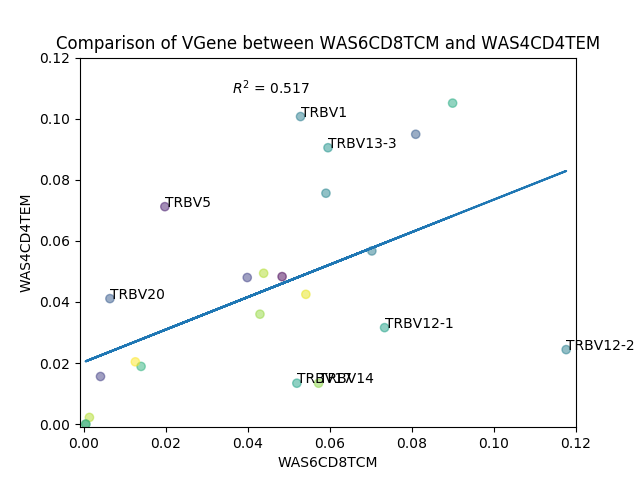 Comparison of VGene between WAS6CD8TCM and WAS4CD4TEM
0.12
R² = 0.517
0.10
TRBV1
TRBV13-3
0.08
TRBV5
0.06
WAS4CD4TEM
TRBV20
0.04
TRBV12-1
TRBV12-2
0.02
TRBV17
TRBV14
0.00
0.00 0.02 0.04 0.06 0.08 0.10 0.12
WAS6CD8TCM